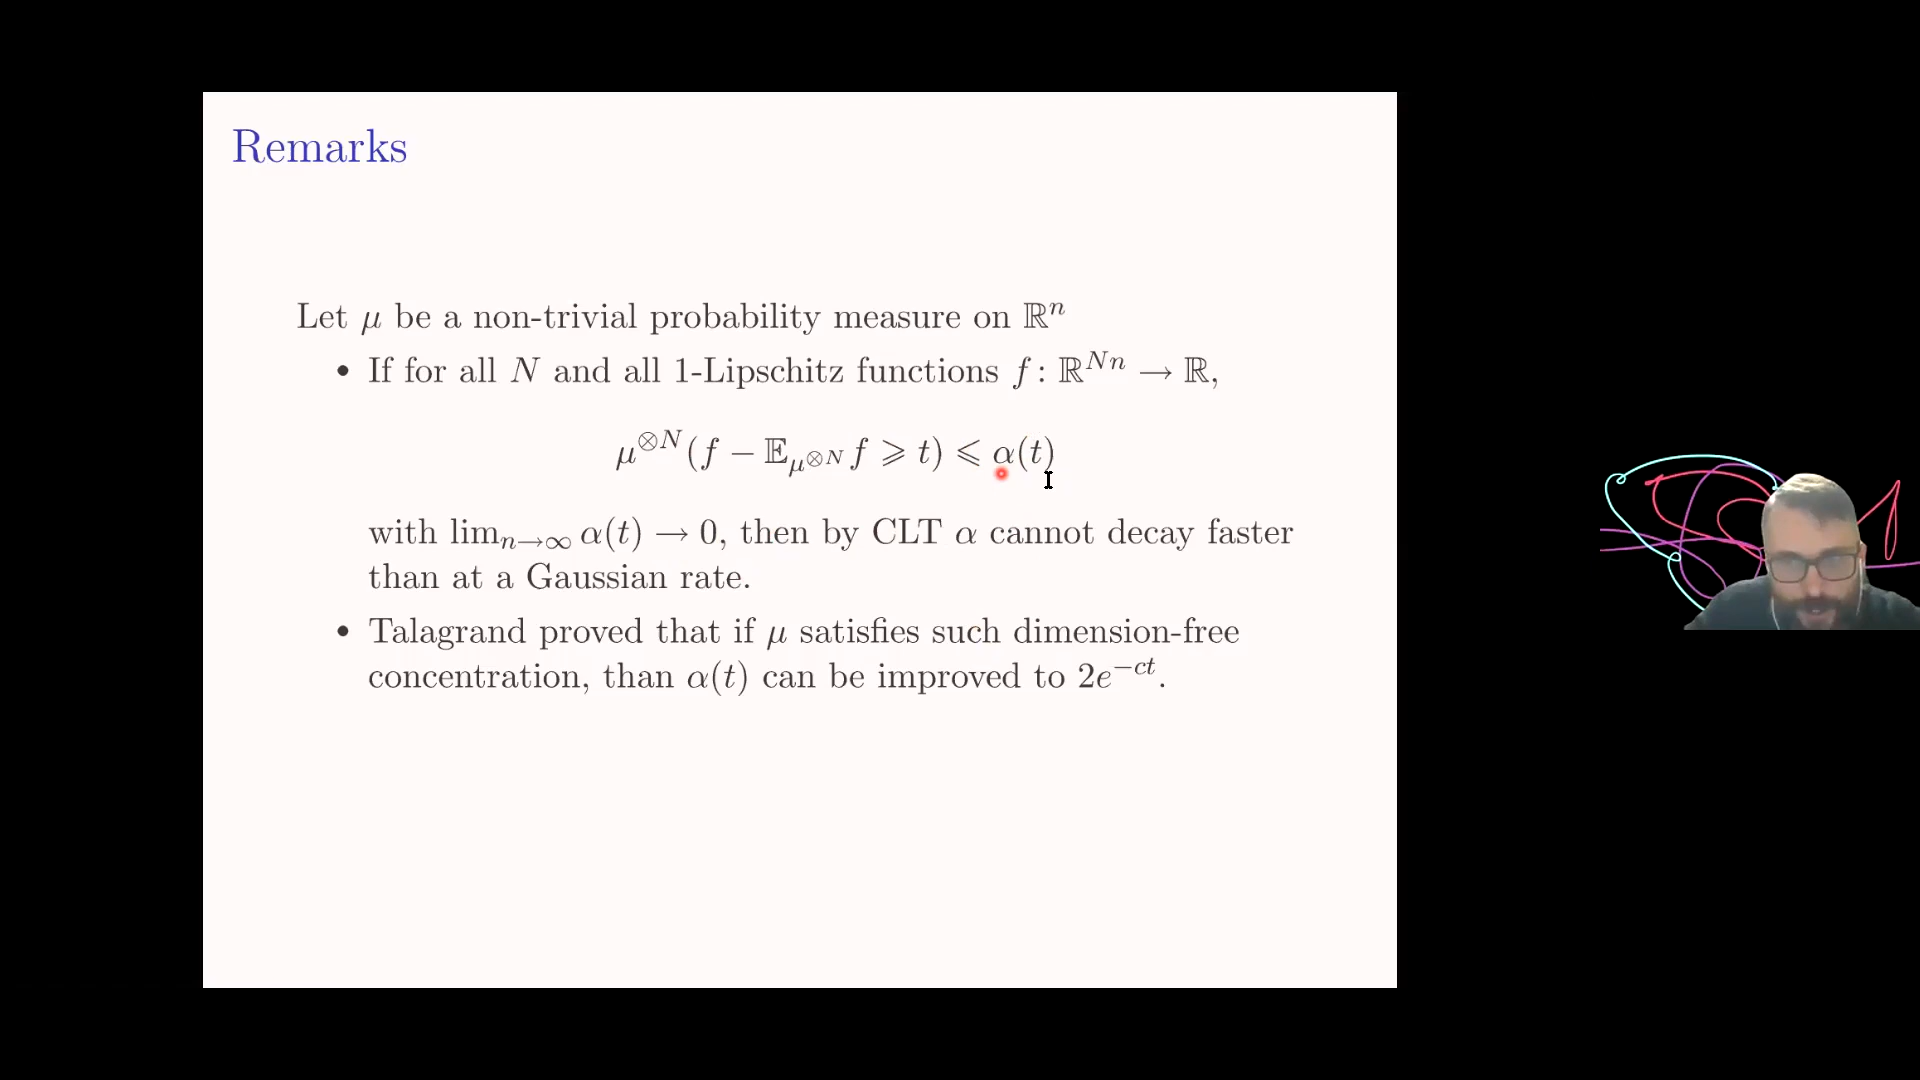 Remarks
Let μ be a non-trivial probability measure on ℝⁿ
• If for all N and all 1-Lipschitz functions f : ℝᴺⁿ → ℝ,
μ^{⊗N}(f − 𝔼_{μ^{⊗N}} f ⩾ t) ⩽ α(t)
with lim_{n→∞} α(t) → 0, then by CLT α cannot decay faster
than at a Gaussian rate.
• Talagrand proved that if μ satisfies such dimension-free
concentration, than α(t) can be improved to 2e^{−ct}.